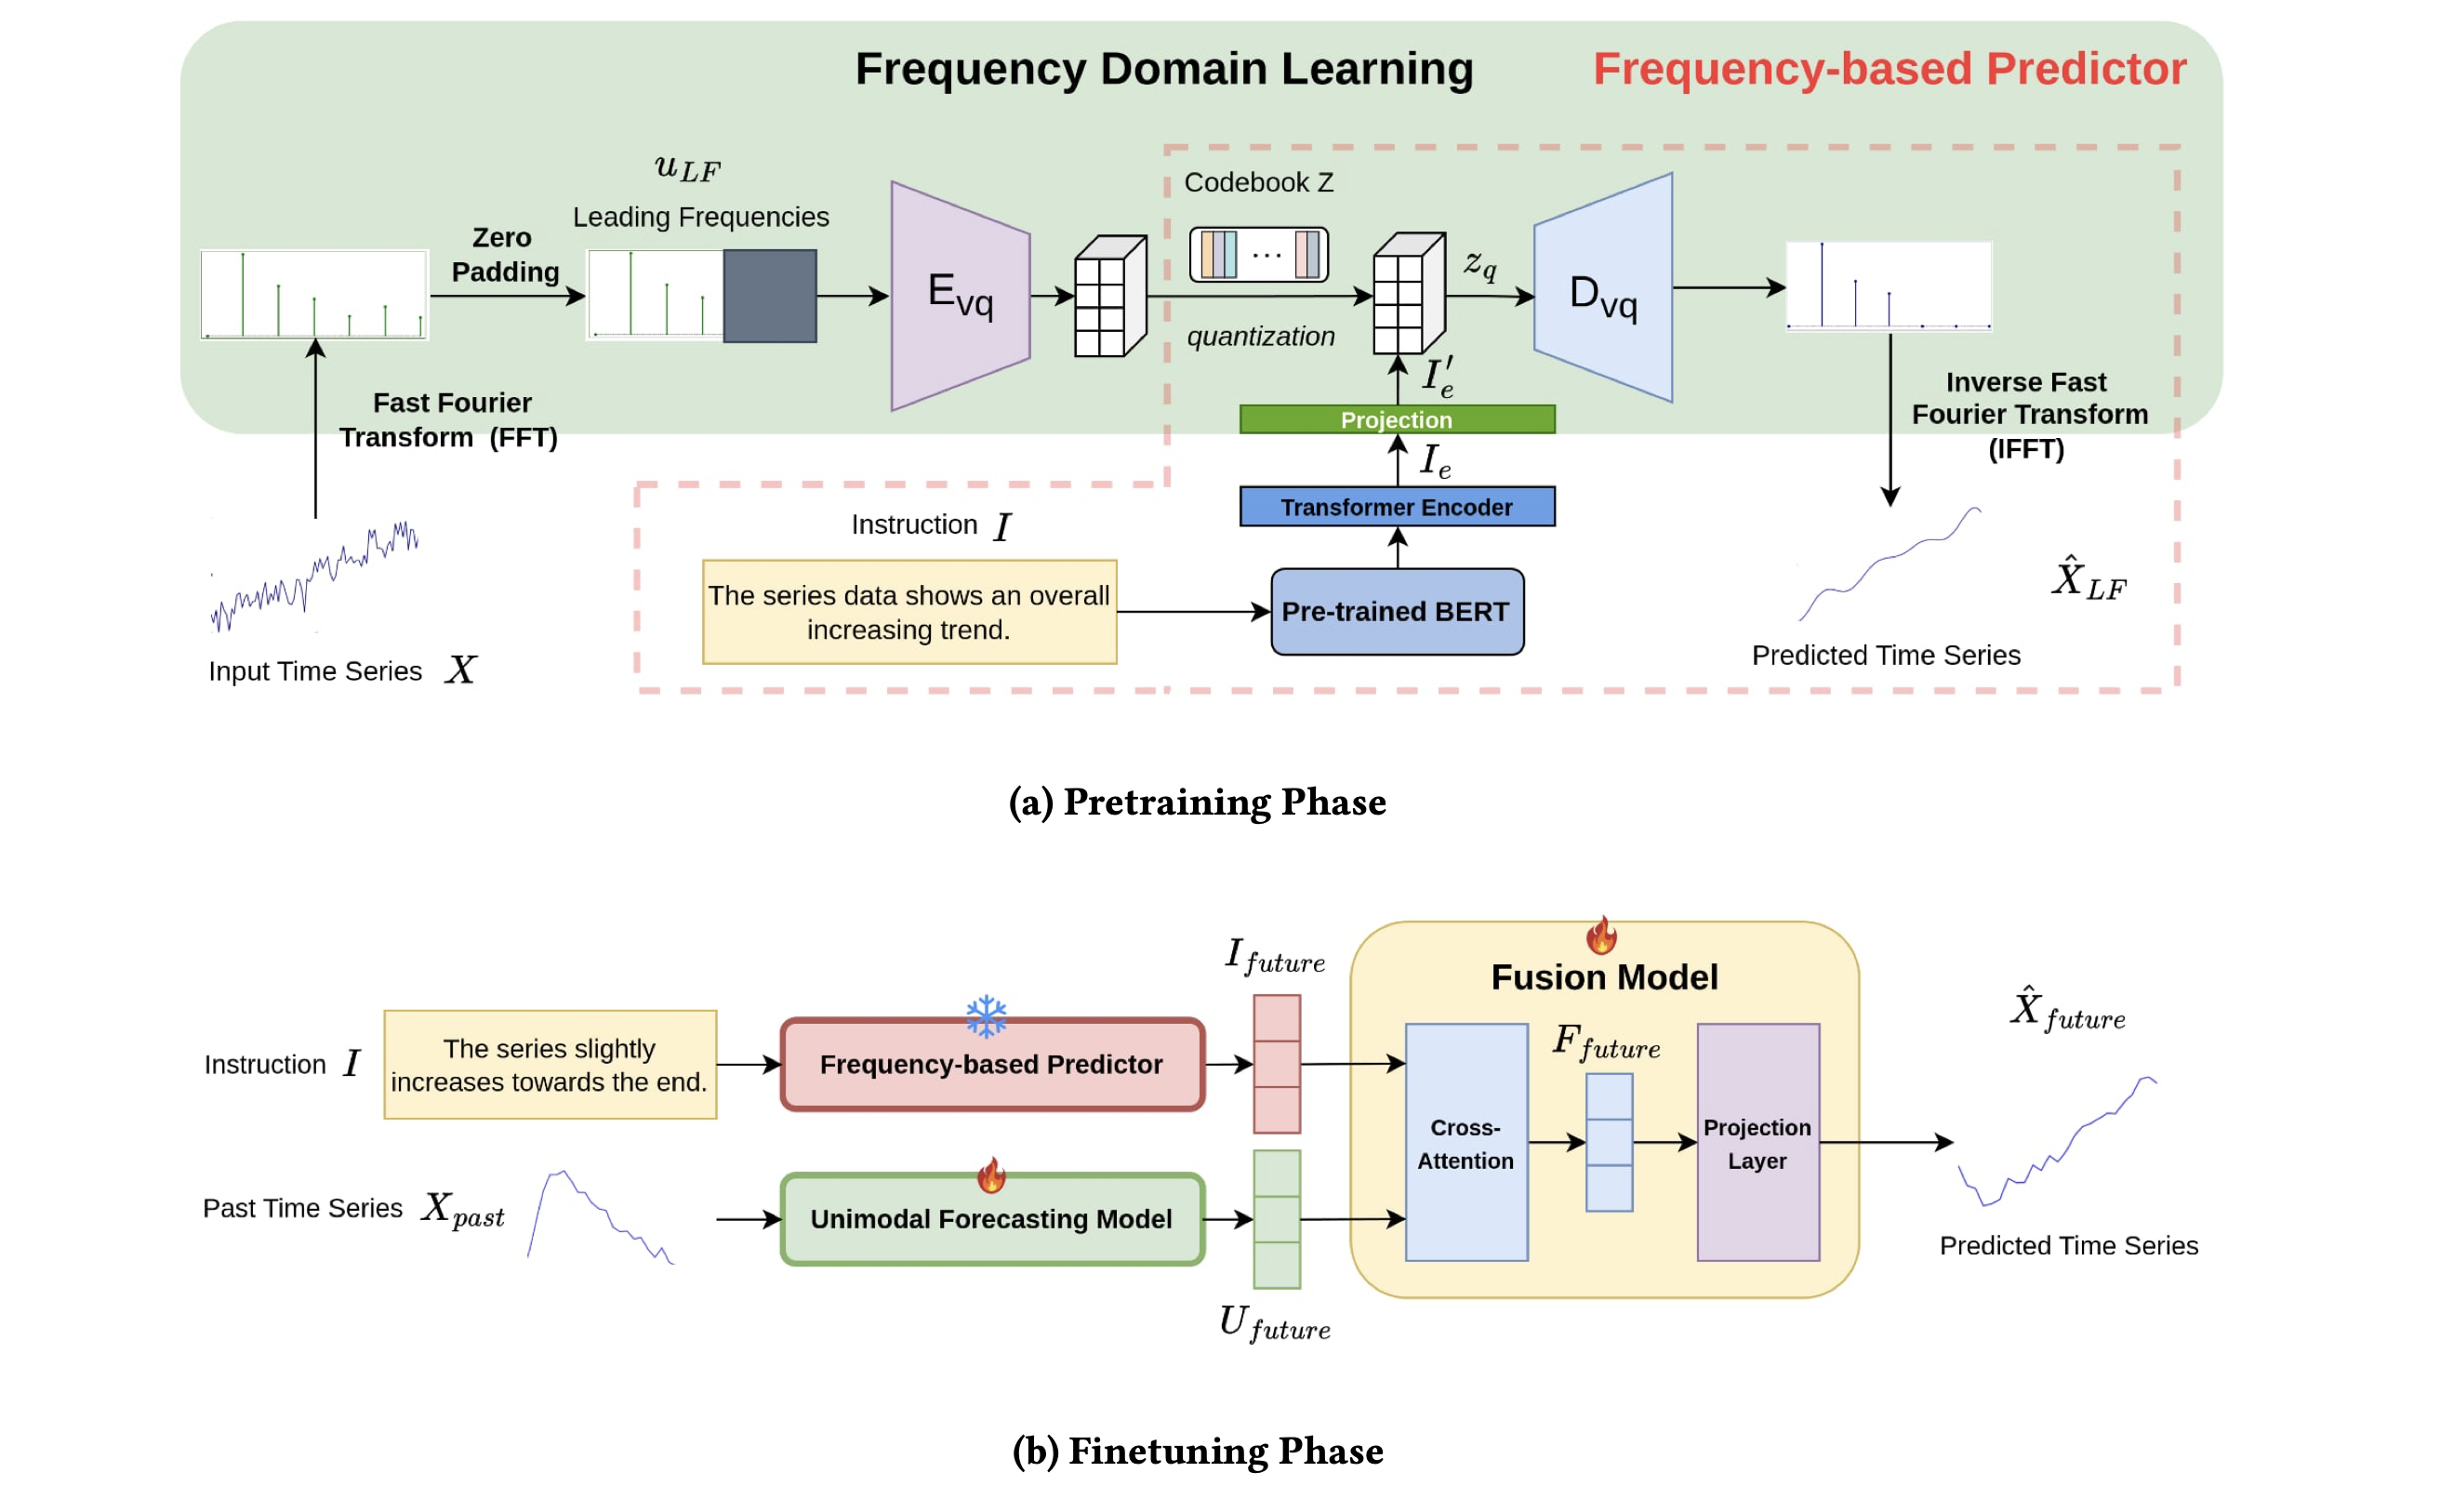 Frequency Domain Learning
Frequency-based Predictor
u_{LF}
Leading Frequencies
Zero
Padding
E_{vq}
Codebook Z
...
quantization
z_q
D_{vq}
Fast Fourier
Transform (FFT)
I_e'
Projection
I_e
Transformer Encoder
Inverse Fast
Fourier Transform
(IFFT)
Instruction I
The series data shows an overall
increasing trend.
Pre-trained BERT
Input Time Series X
\hat{X}_{LF}
Predicted Time Series
(a) Pretraining Phase
Instruction I
The series slightly
increases towards the end.
Frequency-based Predictor
I_{future}
Past Time Series X_{past}
Unimodal Forecasting Model
U_{future}
Fusion Model
Cross-
Attention
F_{future}
Projection
Layer
\hat{X}_{future}
Predicted Time Series
(b) Finetuning Phase